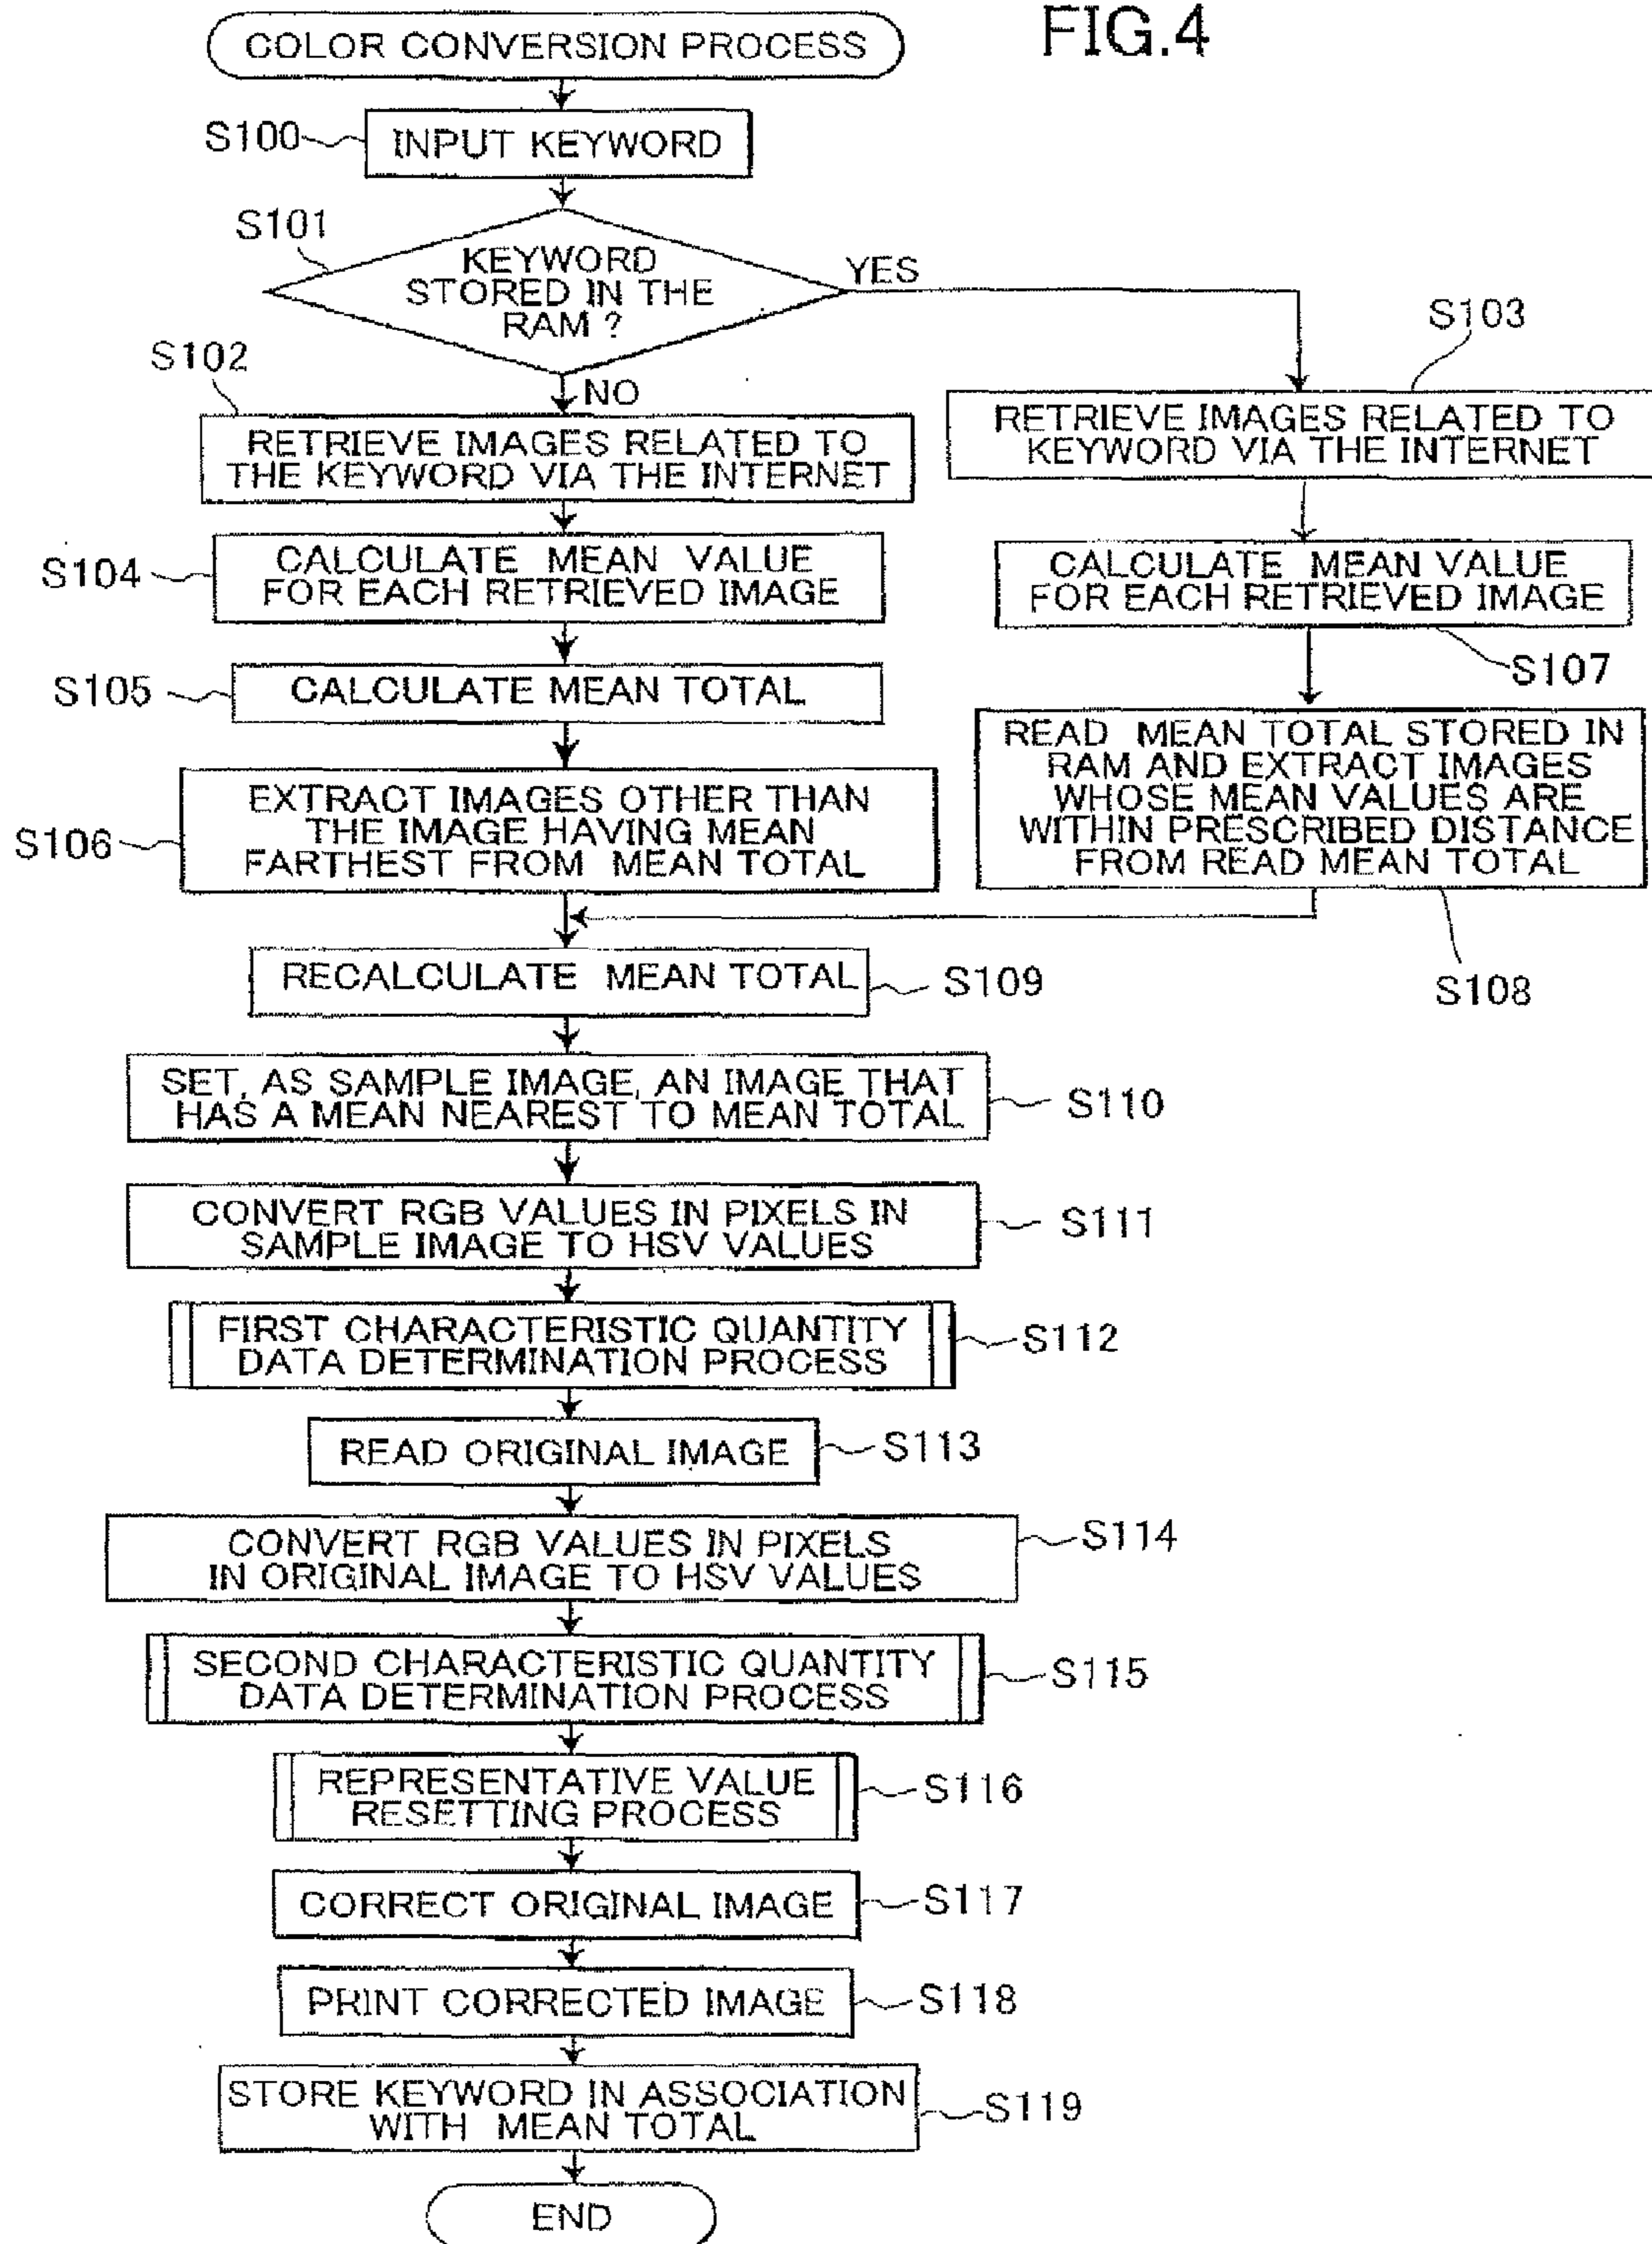 FIG.4
COLOR CONVERSION PROCESS
S100
INPUT KEYWORD
S101
KEYWORD
STORED IN THE
RAM ?
YES
NO
S102
RETRIEVE IMAGES RELATED TO
THE KEYWORD VIA THE INTERNET
S103
RETRIEVE IMAGES RELATED TO
KEYWORD VIA THE INTERNET
S104
CALCULATE MEAN VALUE
FOR EACH RETRIEVED IMAGE
CALCULATE MEAN VALUE
FOR EACH RETRIEVED IMAGE
S107
S105
CALCULATE MEAN TOTAL
READ MEAN TOTAL STORED IN
RAM AND EXTRACT IMAGES
WHOSE MEAN VALUES ARE
WITHIN PRESCRIBED DISTANCE
FROM READ MEAN TOTAL
S108
S106
EXTRACT IMAGES OTHER THAN
THE IMAGE HAVING MEAN
FARTHEST FROM MEAN TOTAL
RECALCULATE MEAN TOTAL
S109
SET, AS SAMPLE IMAGE, AN IMAGE THAT
HAS A MEAN NEAREST TO MEAN TOTAL
S110
CONVERT RGB VALUES IN PIXELS IN
SAMPLE IMAGE TO HSV VALUES
S111
FIRST CHARACTERISTIC QUANTITY
DATA DETERMINATION PROCESS
S112
READ ORIGINAL IMAGE
S113
CONVERT RGB VALUES IN PIXELS
IN ORIGINAL IMAGE TO HSV VALUES
S114
SECOND CHARACTERISTIC QUANTITY
DATA DETERMINATION PROCESS
S115
REPRESENTATIVE VALUE
RESETTING PROCESS
S116
CORRECT ORIGINAL IMAGE
S117
PRINT CORRECTED IMAGE
S118
STORE KEYWORD IN ASSOCIATION
WITH MEAN TOTAL
S119
END